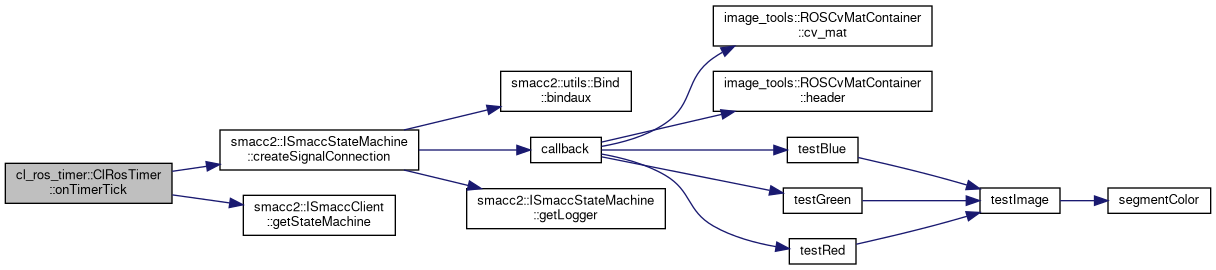 cl_ros_timer::ClRosTimer
::onTimerTick
smacc2::ISmaccStateMachine
::createSignalConnection
smacc2::ISmaccClient
::getStateMachine
smacc2::utils::Bind
::bindaux
callback
smacc2::ISmaccStateMachine
::getLogger
image_tools::ROSCvMatContainer
::cv_mat
image_tools::ROSCvMatContainer
::header
testBlue
testGreen
testRed
testImage
segmentColor